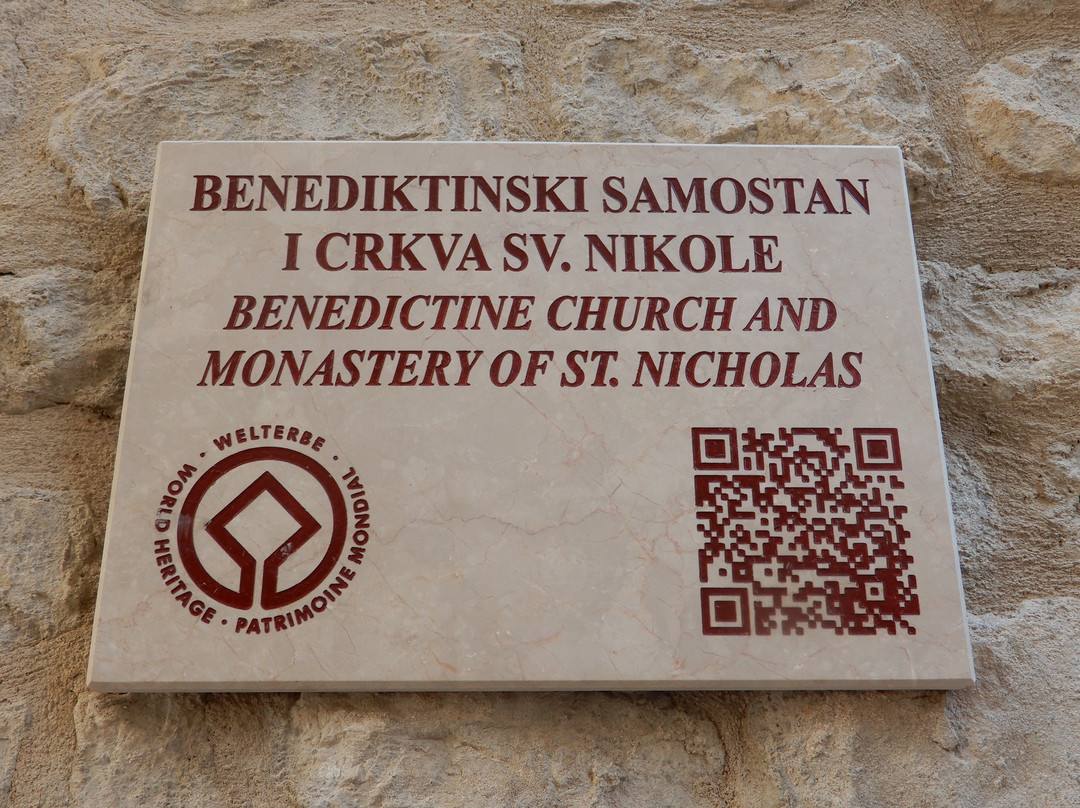 BENEDIKTINSKI SAMOSTAN
I CRKVA SV. NIKOLE
BENEDICTINE CHURCH AND
MONASTERY OF ST. NICHOLAS
WORLD HERITAGE · WELTERBE · PATRIMOINE MONDIAL